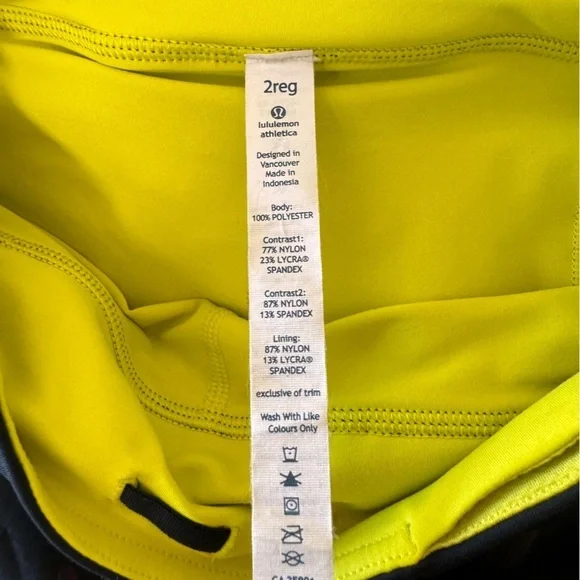 2reg
lululemon
athletica
Designed in
Vancouver
Made in
Indonesia
Body:
100% POLYESTER
Contrast1:
77% NYLON
23% LYCRA®
SPANDEX
Contrast2:
87% NYLON
13% SPANDEX
Lining:
87% NYLON
13% LYCRA®
SPANDEX
exclusive of trim
Wash With Like
Colours Only